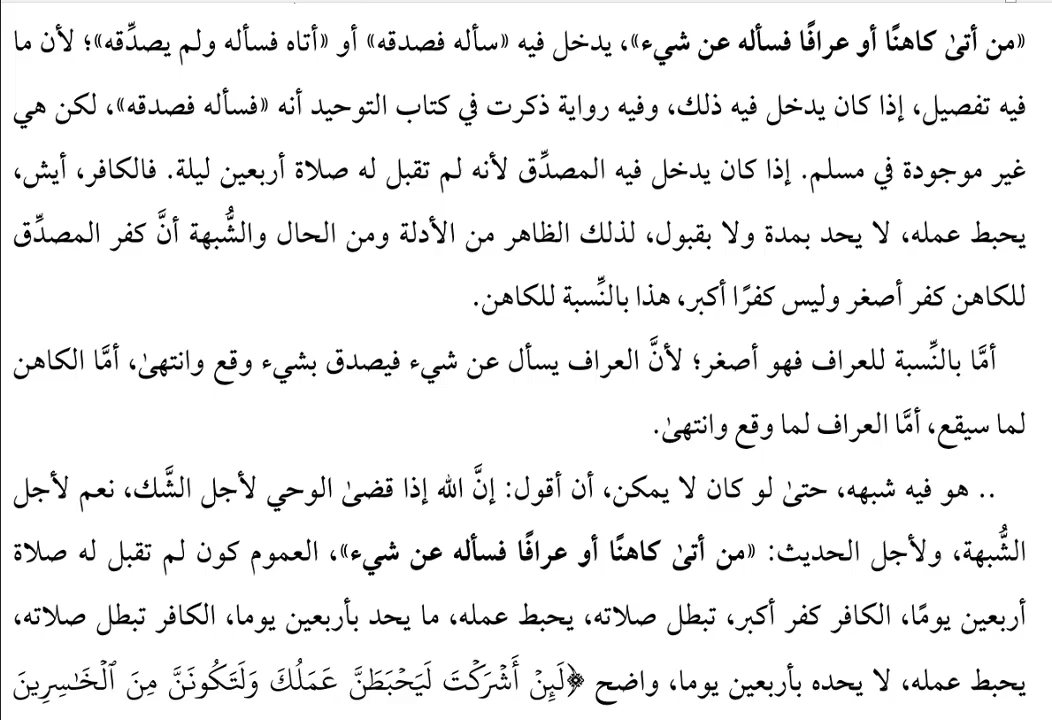 «من أتىٰ كاهنًا أو عرافًا فسأله عن شيء»، يدخل فيه «سأله فصدقه» أو «أتاه فسأله ولم يصدِّقه»؛ لأن ما
فيه تفصيل، إذا كان يدخل فيه ذلك، وفيه رواية ذكرت في كتاب التوحيد أنه «فسأله فصدقه»، لكن هي
غير موجودة في مسلم. إذا كان يدخل فيه المصدِّق لأنه لم تقبل له صلاة أربعين ليلة. فالكافر، أيش،
يحبط عمله، لا يحد بمدة ولا بقبول، لذلك الظاهر من الأدلة ومن الحال والشُّبهة أنَّ كفر المصدِّق
للكاهن كفر أصغر وليس كفرًا أكبر، هذا بالنِّسبة للكاهن.
أمَّا بالنِّسبة للعراف فهو أصغر؛ لأنَّ العراف يسأل عن شيء فيصدق بشيء وقع وانتهىٰ، أمَّا الكاهن
لما سيقع، أمَّا العراف لما وقع وانتهىٰ.
.. هو فيه شبهه، حتىٰ لو كان لا يمكن، أن أقول: إنَّ الله إذا قضىٰ الوحي لأجل الشَّك، نعم لأجل
الشُّبهة، ولأجل الحديث: «من أتىٰ كاهنًا أو عرافًا فسأله عن شيء»، العموم كون لم تقبل له صلاة
أربعين يومًا، الكافر كفر أكبر، تبطل صلاته، يحبط عمله، ما يحد بأربعين يوما، الكافر تبطل صلاته،
يحبط عمله، لا يحده بأربعين يوما، واضح ﴿لَئِنۡ أَشۡرَكۡتَ لَيَحۡبَطَنَّ عَمَلُكَ وَلَتَكُونَنَّ مِنَ ٱلۡخَٰسِرِينَ